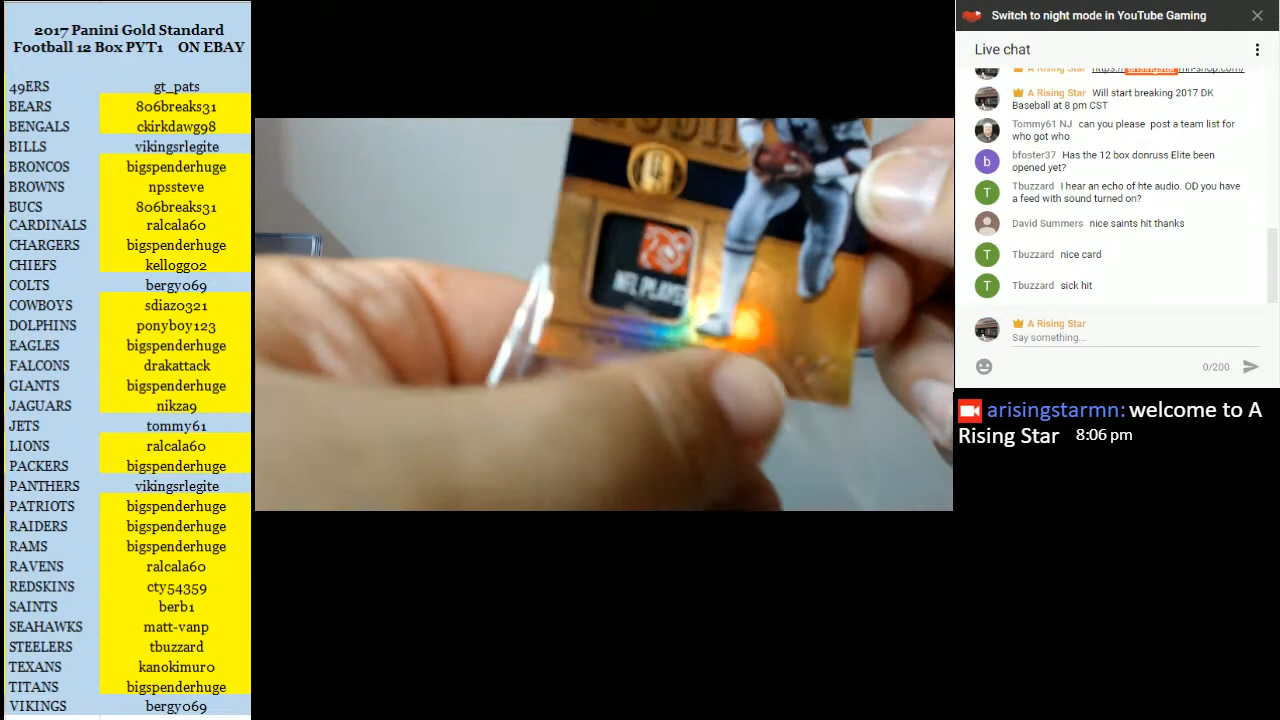 2017 Panini Gold Standard
Football 12 Box PYT1 ON EBAY
49ERS gt_pats
BEARS 806breaks31
BENGALS ckirkdawg98
BILLS vikingsrlegite
BRONCOS bigspenderhuge
BROWNS npssteve
BUCS 806breaks31
CARDINALS ralcala60
CHARGERS bigspenderhuge
CHIEFS kellogg02
COLTS bergy069
COWBOYS sdiaz0321
DOLPHINS ponyboy123
EAGLES bigspenderhuge
FALCONS drakattack
GIANTS bigspenderhuge
JAGUARS nikza9
JETS tommy61
LIONS ralcala60
PACKERS bigspenderhuge
PANTHERS vikingsrlegite
PATRIOTS bigspenderhuge
RAIDERS bigspenderhuge
RAMS bigspenderhuge
RAVENS ralcala60
REDSKINS cty54359
SAINTS berb1
SEAHAWKS matt-vanp
STEELERS tbuzzard
TEXANS kanokimuro
TITANS bigspenderhuge
VIKINGS bergy069
NFL PLAYER
Switch to night mode in YouTube Gaming
Live chat
A Rising Star
A Rising Star Will start breaking 2017 DK
Baseball at 8 pm CST
Tommy61 NJ can you please post a team list for
who got who
b
bfoster37 Has the 12 box donruss Elite been
opened yet?
T
Tbuzzard I hear an echo of hte audio. OD you have
a feed with sound turned on?
David Summers nice saints hit thanks
T
Tbuzzard nice card
T
Tbuzzard sick hit
A Rising Star
Say something...
0/200
arisingstarmn: welcome to A
Rising Star 8:06 pm